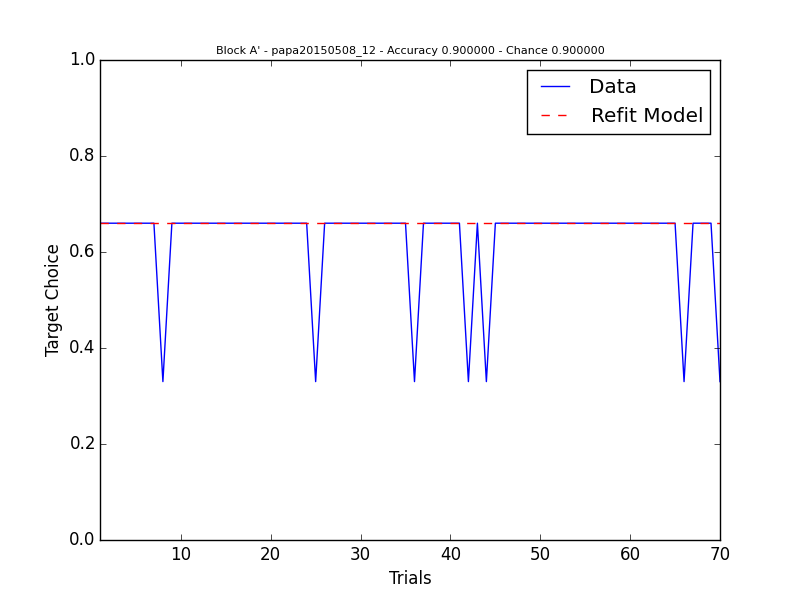 Block A' - papa20150508_12 - Accuracy 0.900000 - Chance 0.900000
1.0
0.8
0.6
0.4
0.2
0.0
Target Choice
Data
Refit Model
10 20 30 40 50 60 70
Trials